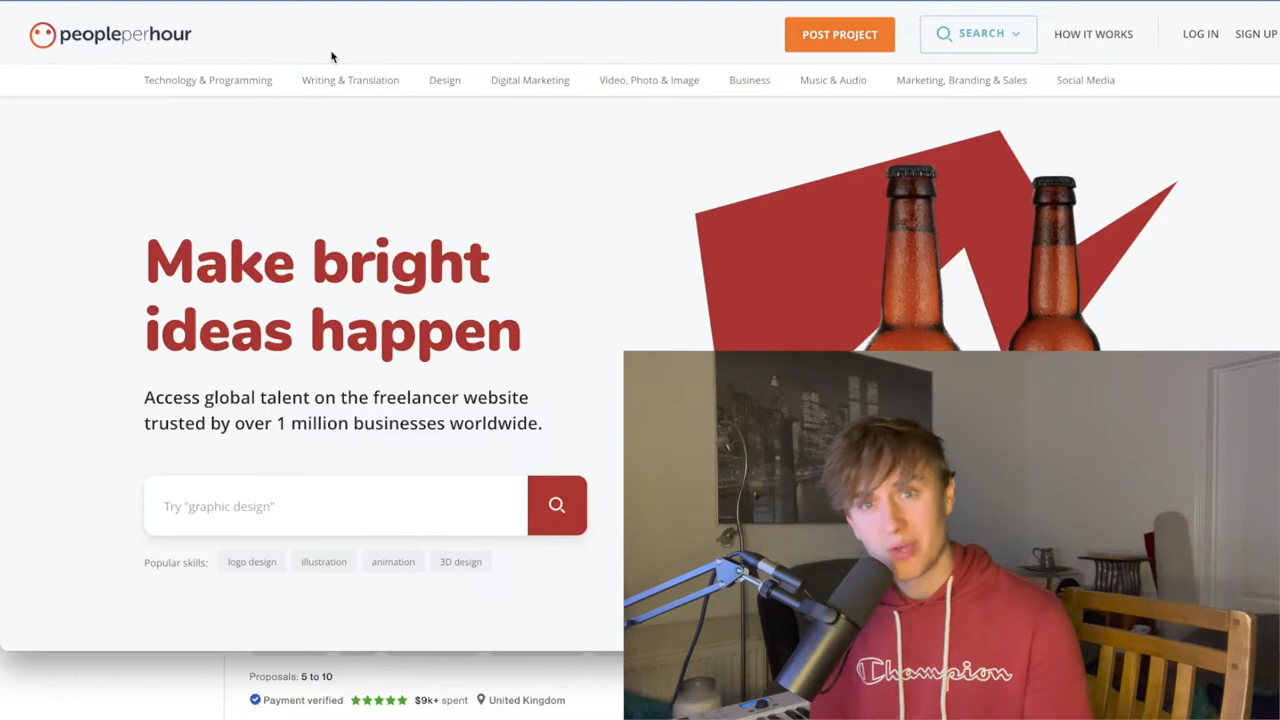 peopleperhour
POST PROJECT
SEARCH
HOW IT WORKS
LOG IN
SIGN UP
Technology & Programming
Writing & Translation
Design
Digital Marketing
Video, Photo & Image
Business
Music & Audio
Marketing, Branding & Sales
Social Media
Make bright
ideas happen
Access global talent on the freelancer website
trusted by over 1 million businesses worldwide.
Try "graphic design"
Popular skills:
logo design
illustration
animation
3D design
Proposals: 5 to 10
Payment verified
$9k+ spent
United Kingdom
Champion